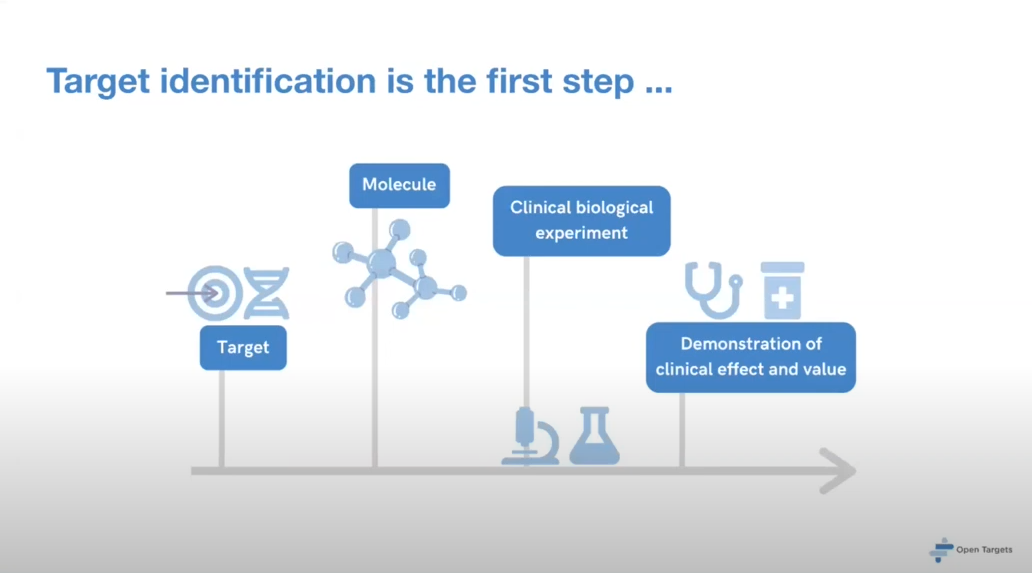 Target identification is the first step ...
Molecule
Clinical biological
experiment
Target
Demonstration of
clinical effect and value
Open Targets